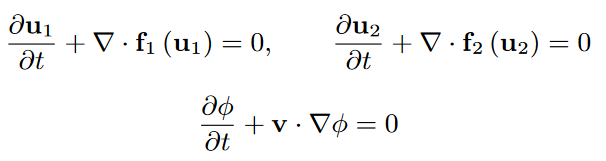 ∂𝐮₁/∂t + ∇ · 𝐟₁ (𝐮₁) = 0, ∂𝐮₂/∂t + ∇ · 𝐟₂ (𝐮₂) = 0
∂ϕ/∂t + 𝐯 · ∇ϕ = 0